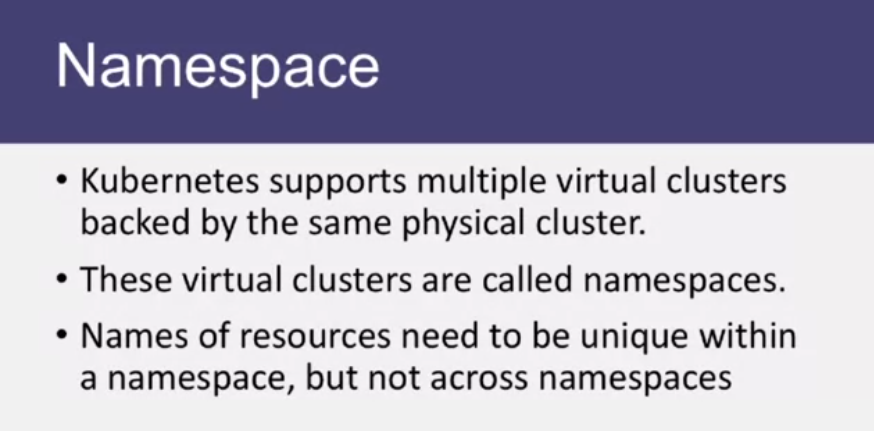 Namespace
• Kubernetes supports multiple virtual clusters
backed by the same physical cluster.
• These virtual clusters are called namespaces.
• Names of resources need to be unique within
a namespace, but not across namespaces